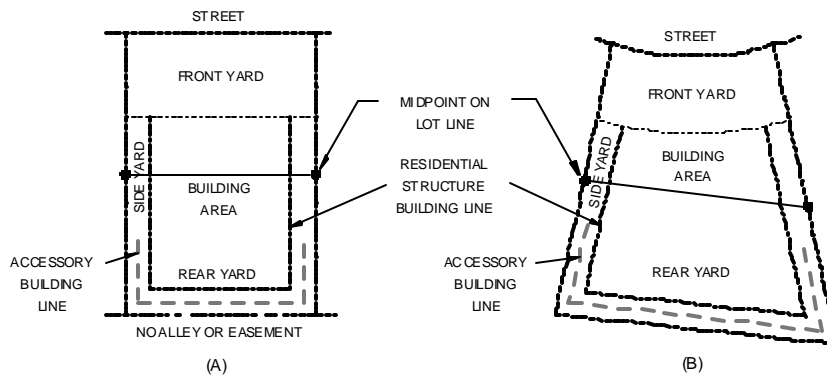 STREET
FRONT YARD
SIDE YARD
BUILDING
AREA
ACCESSORY
BUILDING
LINE
REAR YARD
NO ALLEY OR EASEMENT
(A)
MIDPOINT ON
LOT LINE
RESIDENTIAL
STRUCTURE
BUILDING LINE
ACCESSORY
BUILDING
LINE
STREET
FRONT YARD
SIDE YARD
BUILDING
AREA
REAR YARD
(B)